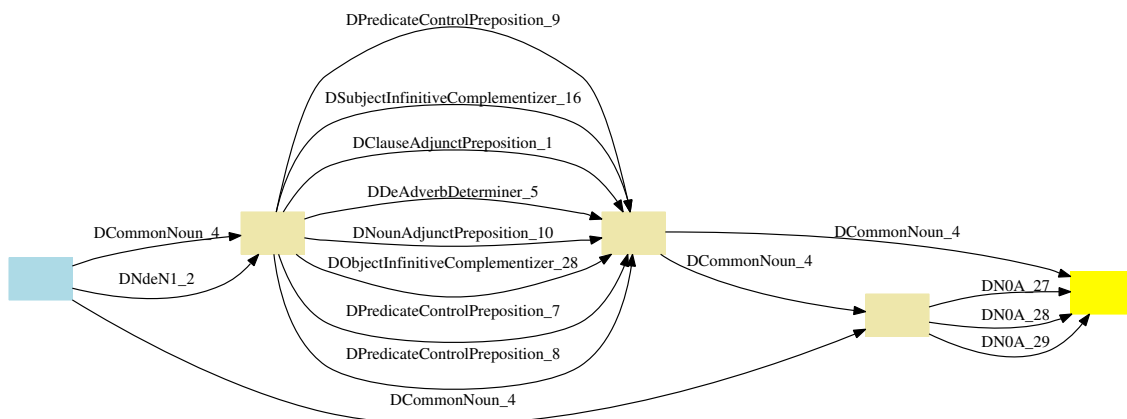 DPredicateControlPreposition_9
DSubjectInfinitiveComplementizer_16
DClauseAdjunctPreposition_1
DDeAdverbDeterminer_5
DCommonNoun_4
DNounAdjunctPreposition_10
DCommonNoun_4
DObjectInfinitiveComplementizer_28
DCommonNoun_4
DNdeN1_2
DN0A_27
DPredicateControlPreposition_7
DN0A_28
DN0A_29
DPredicateControlPreposition_8
DCommonNoun_4